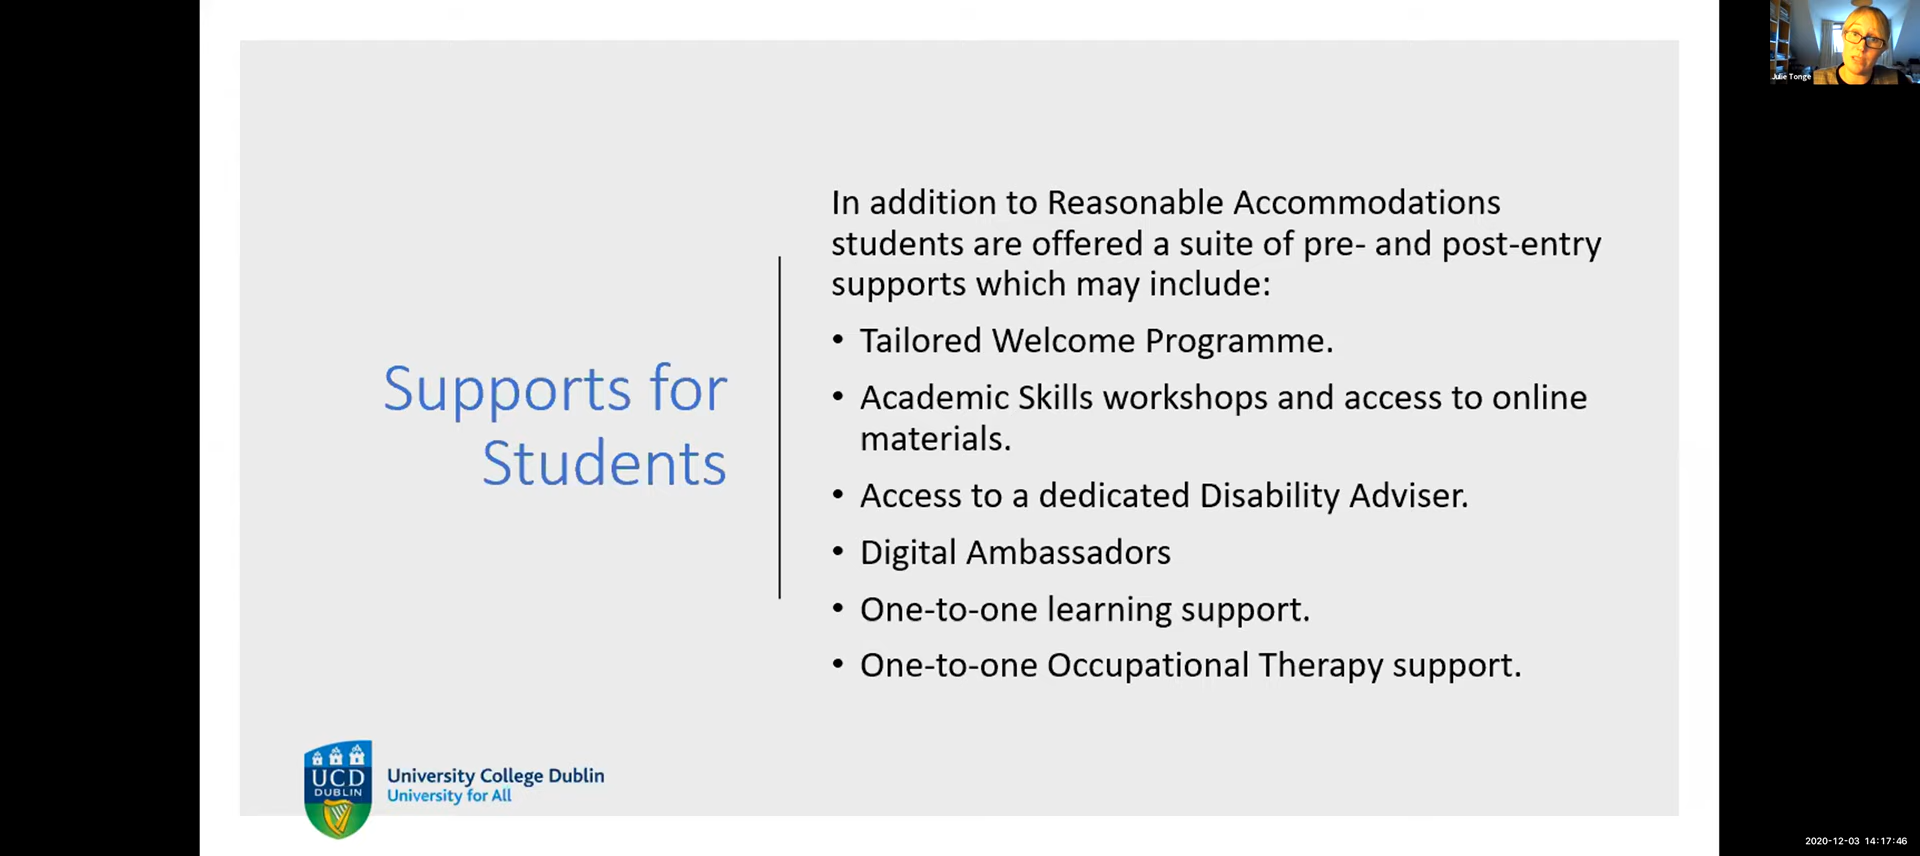 Julie Tonge
In addition to Reasonable Accommodations
students are offered a suite of pre- and post-entry
supports which may include:
• Tailored Welcome Programme.
• Academic Skills workshops and access to online
materials.
• Access to a dedicated Disability Adviser.
• Digital Ambassadors
• One-to-one learning support.
• One-to-one Occupational Therapy support.
Supports for
Students
UCD
DUBLIN
University College Dublin
University for All
2020-12-03 14:17:46